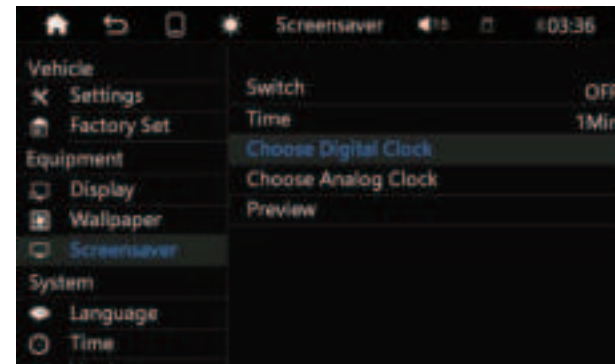 Screensaver 15 03:36
Vehicle
Settings
Factory Set
Equipment
Display
Wallpaper
Screensaver
System
Language
Time
Switch OFF
Time 1Min
Choose Digital Clock
Choose Analog Clock
Preview